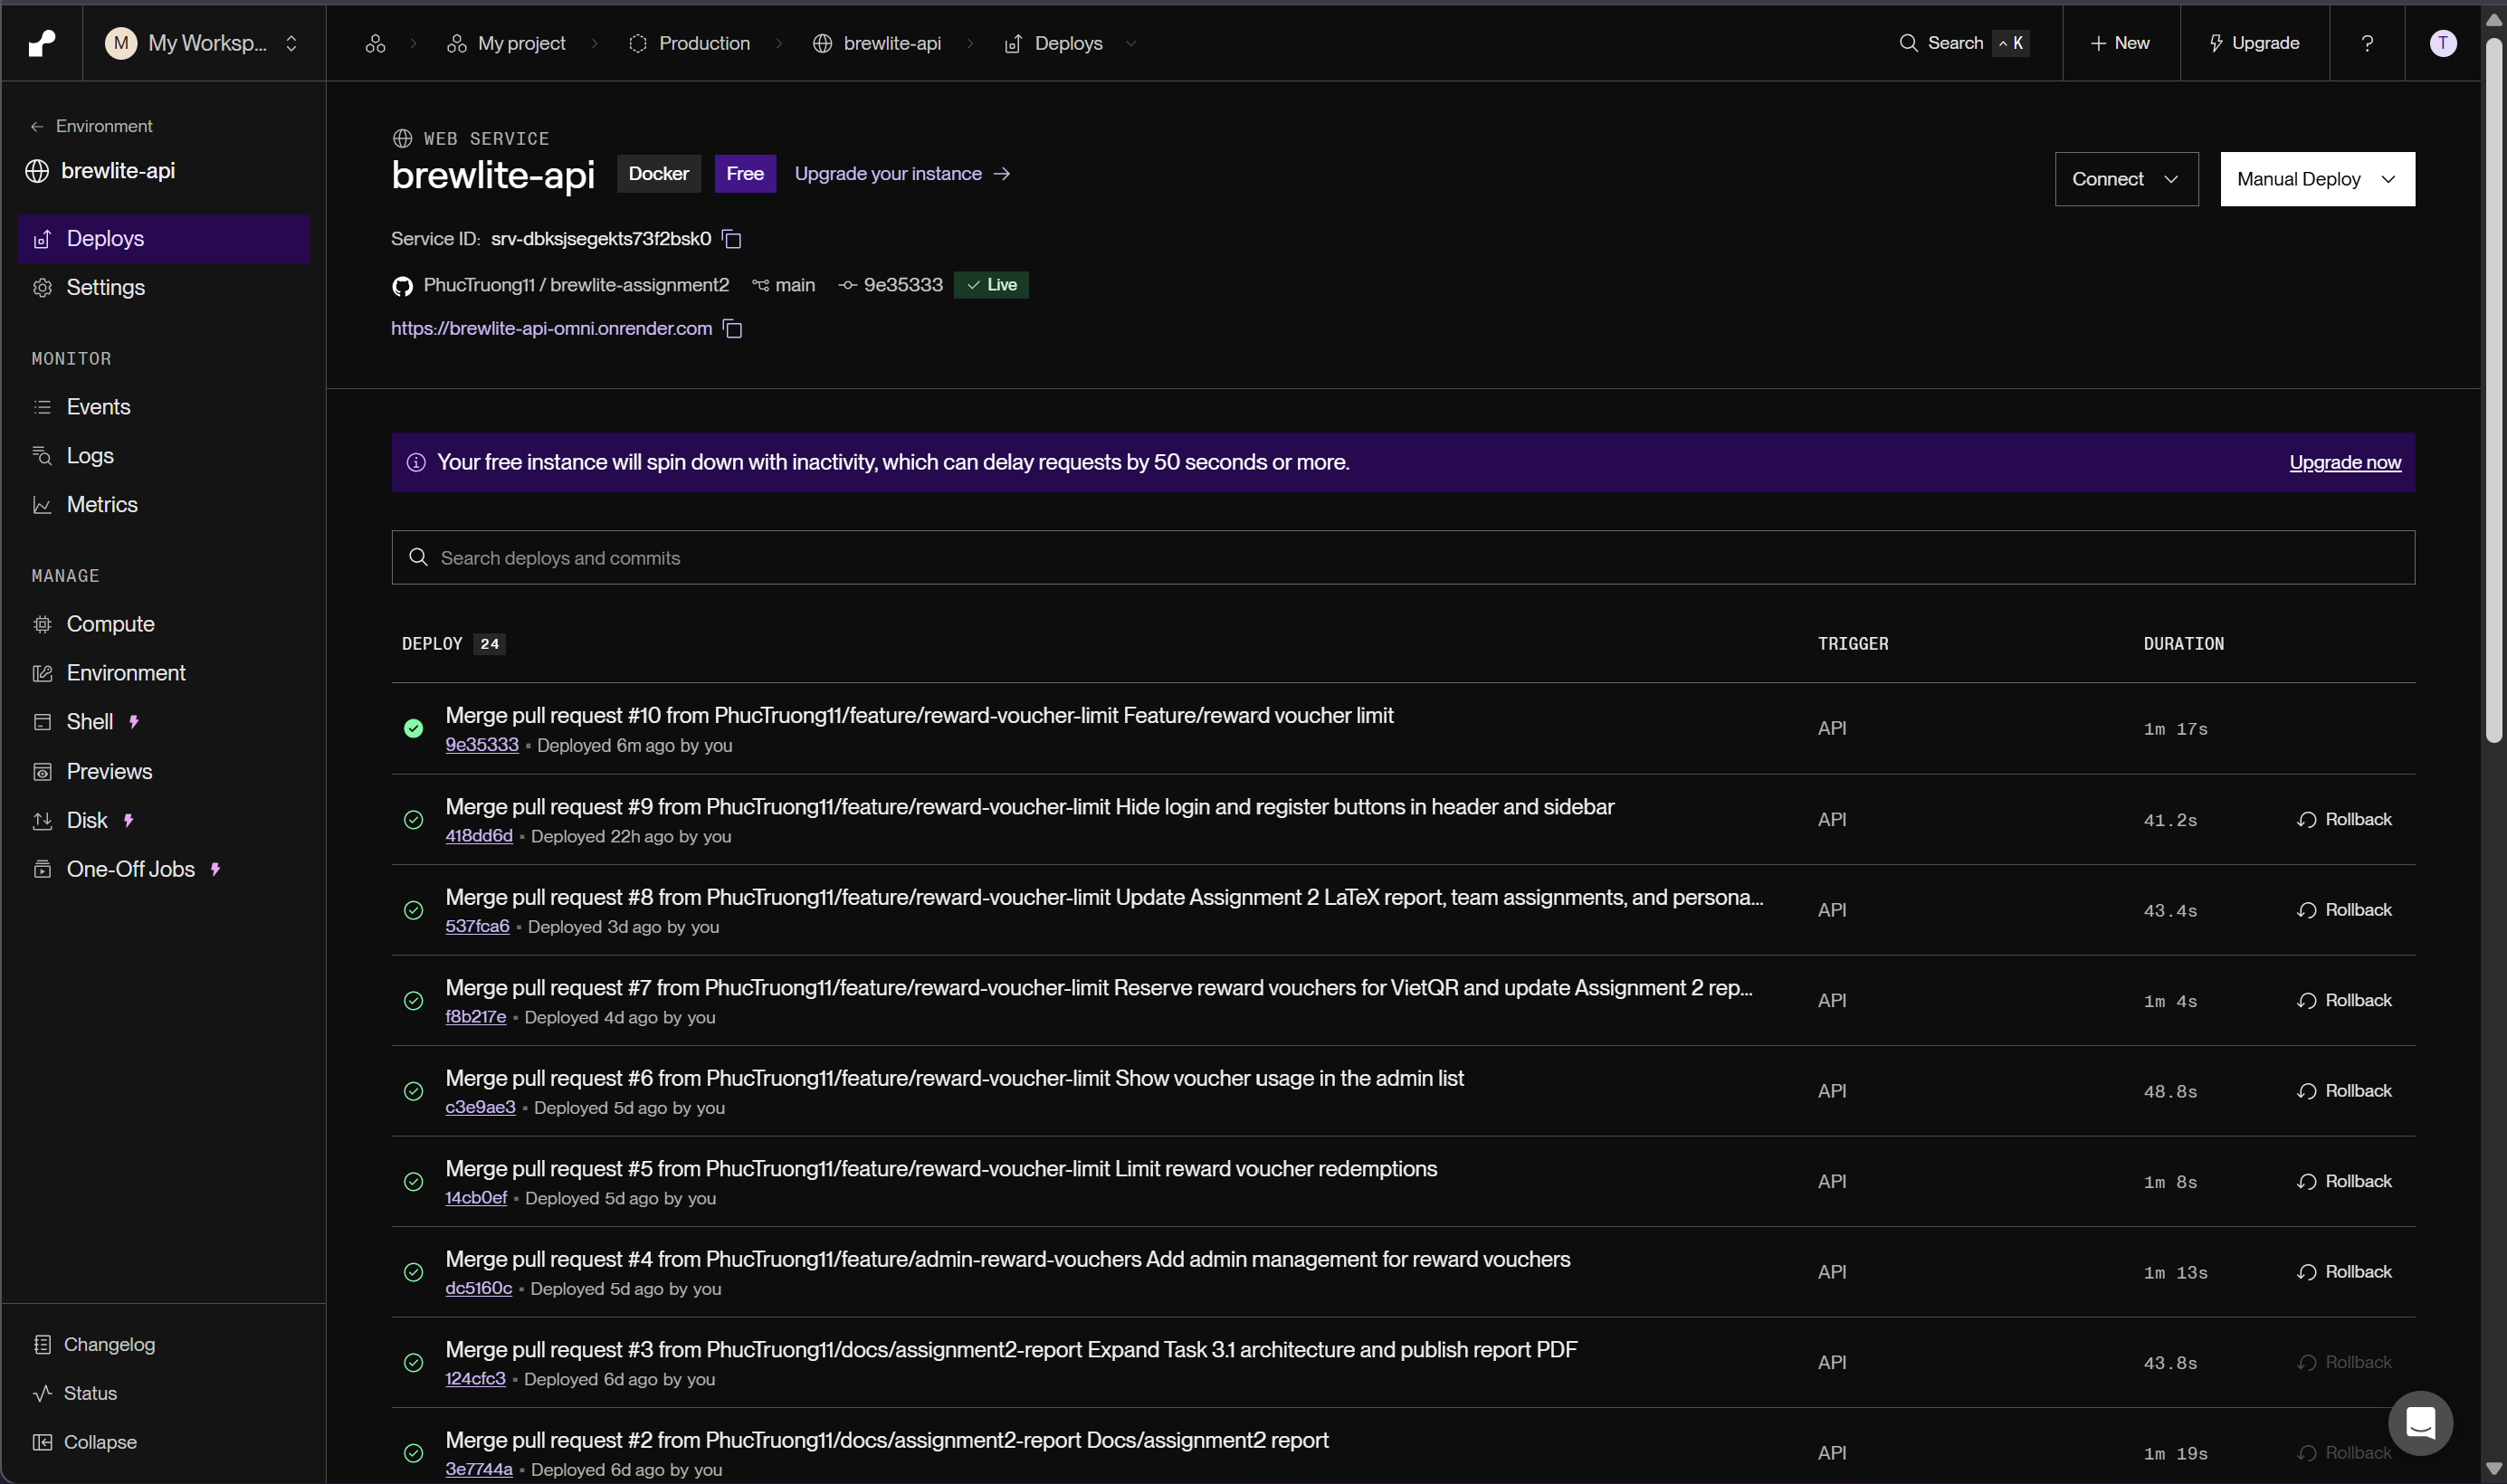 M My Worksp...
My project
Production
brewlite-api
Deploys
Search ^ K
+ New
Upgrade
?
T
← Environment
brewlite-api
Deploys
Settings
MONITOR
Events
Logs
Metrics
MANAGE
Compute
Environment
Shell
Previews
Disk
One-Off Jobs
Changelog
Status
Collapse
WEB SERVICE
brewlite-api Docker Free Upgrade your instance →
Connect
Manual Deploy
Service ID: srv-dbksjsegekts73f2bsk0
PhucTruong11 / brewlite-assignment2 main 9e35333 Live
https://brewlite-api-omni.onrender.com
Your free instance will spin down with inactivity, which can delay requests by 50 seconds or more. Upgrade now
Search deploys and commits
DEPLOY 24 TRIGGER DURATION
Merge pull request #10 from PhucTruong11/feature/reward-voucher-limit Feature/reward voucher limit
9e35333 ▪ Deployed 6m ago by you
API 1m 17s
Merge pull request #9 from PhucTruong11/feature/reward-voucher-limit Hide login and register buttons in header and sidebar
418dd6d ▪ Deployed 22h ago by you
API 41.2s Rollback
Merge pull request #8 from PhucTruong11/feature/reward-voucher-limit Update Assignment 2 LaTeX report, team assignments, and persona...
537fca6 ▪ Deployed 3d ago by you
API 43.4s Rollback
Merge pull request #7 from PhucTruong11/feature/reward-voucher-limit Reserve reward vouchers for VietQR and update Assignment 2 rep...
f8b217e ▪ Deployed 4d ago by you
API 1m 4s Rollback
Merge pull request #6 from PhucTruong11/feature/reward-voucher-limit Show voucher usage in the admin list
c3e9ae3 ▪ Deployed 5d ago by you
API 48.8s Rollback
Merge pull request #5 from PhucTruong11/feature/reward-voucher-limit Limit reward voucher redemptions
14cb0ef ▪ Deployed 5d ago by you
API 1m 8s Rollback
Merge pull request #4 from PhucTruong11/feature/admin-reward-vouchers Add admin management for reward vouchers
dc5160c ▪ Deployed 5d ago by you
API 1m 13s Rollback
Merge pull request #3 from PhucTruong11/docs/assignment2-report Expand Task 3.1 architecture and publish report PDF
124cfc3 ▪ Deployed 6d ago by you
API 43.8s Rollback
Merge pull request #2 from PhucTruong11/docs/assignment2-report Docs/assignment2 report
3e7744a ▪ Deployed 6d ago by you
API 1m 19s Rollback